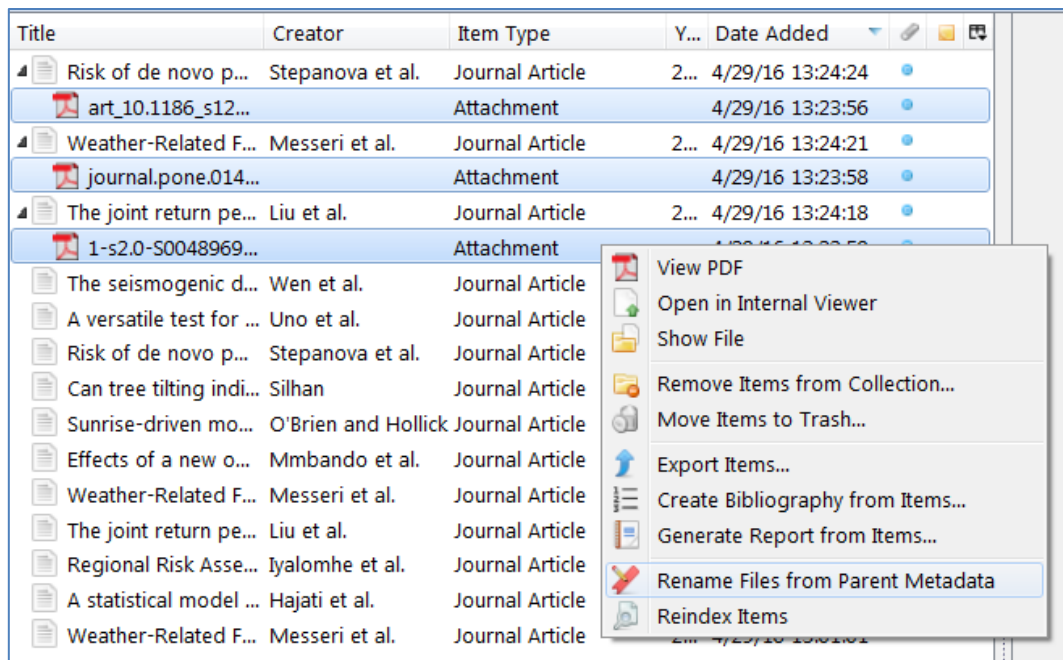 Title Creator Item Type Y... Date Added
Risk of de novo p... Stepanova et al. Journal Article 2... 4/29/16 13:24:24
art_10.1186_s12... Attachment 4/29/16 13:23:56
Weather-Related F... Messeri et al. Journal Article 2... 4/29/16 13:24:21
journal.pone.014... Attachment 4/29/16 13:23:58
The joint return pe... Liu et al. Journal Article 2... 4/29/16 13:24:18
1-s2.0-S0048969... Attachment
View PDF
The seismogenic d... Wen et al. Journal Article
Open in Internal Viewer
A versatile test for ... Uno et al. Journal Article
Show File
Risk of de novo p... Stepanova et al. Journal Article
Remove Items from Collection...
Can tree tilting indi... Silhan Journal Article
Move Items to Trash...
Sunrise-driven mo... O'Brien and Hollick Journal Article
Export Items...
Effects of a new o... Mmbando et al. Journal Article
Create Bibliography from Items...
Weather-Related F... Messeri et al. Journal Article
Generate Report from Items...
The joint return pe... Liu et al. Journal Article
Regional Risk Asse... Iyalomhe et al. Journal Article
Rename Files from Parent Metadata
A statistical model ... Hajati et al. Journal Article
Reindex Items
Weather-Related F... Messeri et al. Journal Article